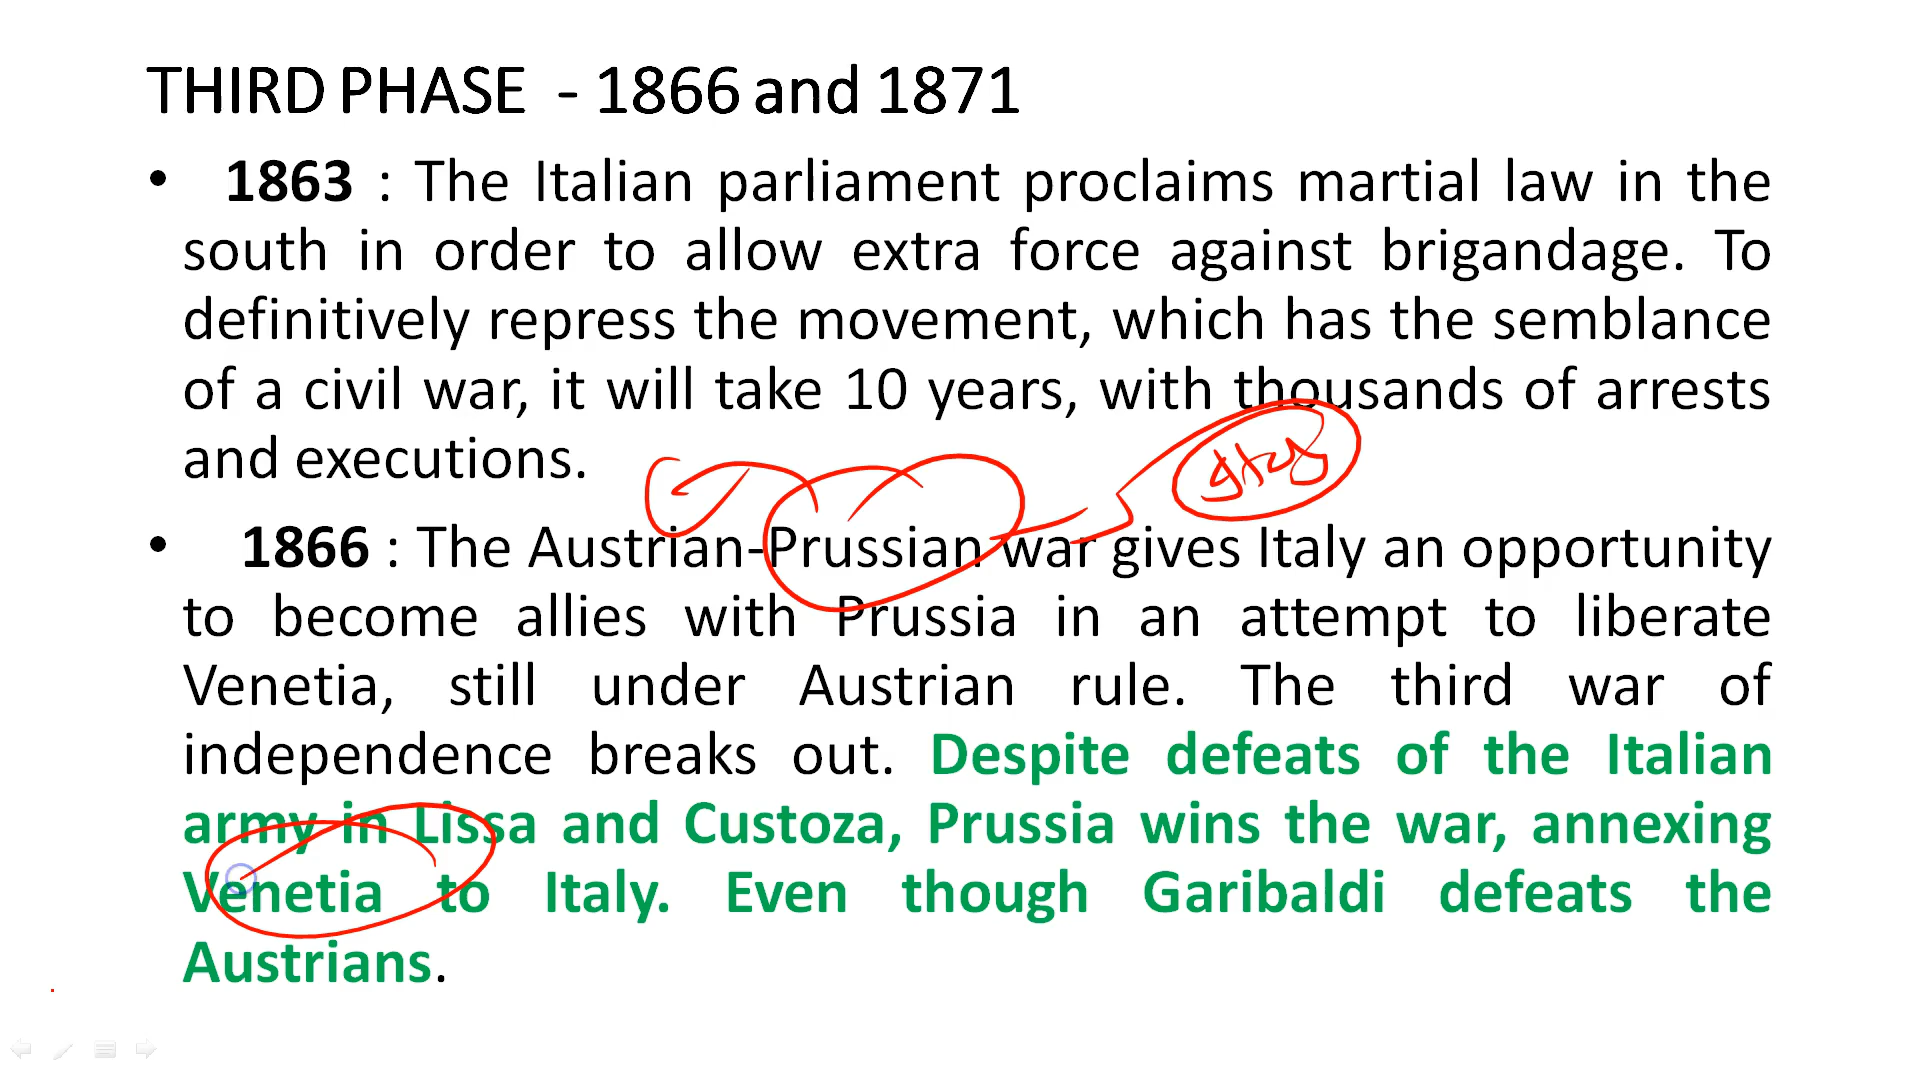 THIRD PHASE - 1866 and 1871
• 1863 : The Italian parliament proclaims martial law in the
south in order to allow extra force against brigandage. To
definitively repress the movement, which has the semblance
of a civil war, it will take 10 years, with thousands of arrests
and executions.
Italy
• 1866 : The Austrian-Prussian war gives Italy an opportunity
to become allies with Prussia in an attempt to liberate
Venetia, still under Austrian rule. The third war of
independence breaks out. Despite defeats of the Italian
army in Lissa and Custoza, Prussia wins the war, annexing
Venetia to Italy. Even though Garibaldi defeats the
Austrians.